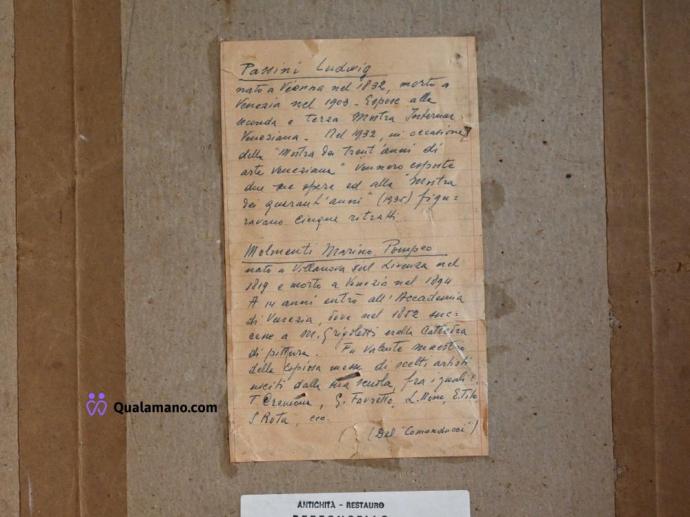 Passini Ludwig
nato a Vienna nel 1832, morto a
Venezia nel 1903 - Espose alla
seconda e terza Mostra Internaz.
Veneziana. Nel 1932, in occasione
della "Mostra dei trent'anni di
arte veneziana" vennero esposte
due sue opere ed alla "Mostra
dei quarant'anni" (1935) figu-
ravano cinque ritratti.
Molmenti Marino Pompeo
nato a Villanova sul Livenza nel
1819 e morto a Venezia nel 1894
A 14 anni entrò all'Accademia
di Venezia, dove nel 1852 suc-
cesse a M. Grigoletti nella Cattedra
di pittura. Fu valente maestro
della copiosa messe di scelti artisti
usciti dalla sua scuola, fra i quali
T. Cremona, G. Favretto, L. Nono, E. Tito
S. Rota, ecc.
(Dal "Comanducci")
Qualamano.com
ANTICHITÀ - RESTAURO